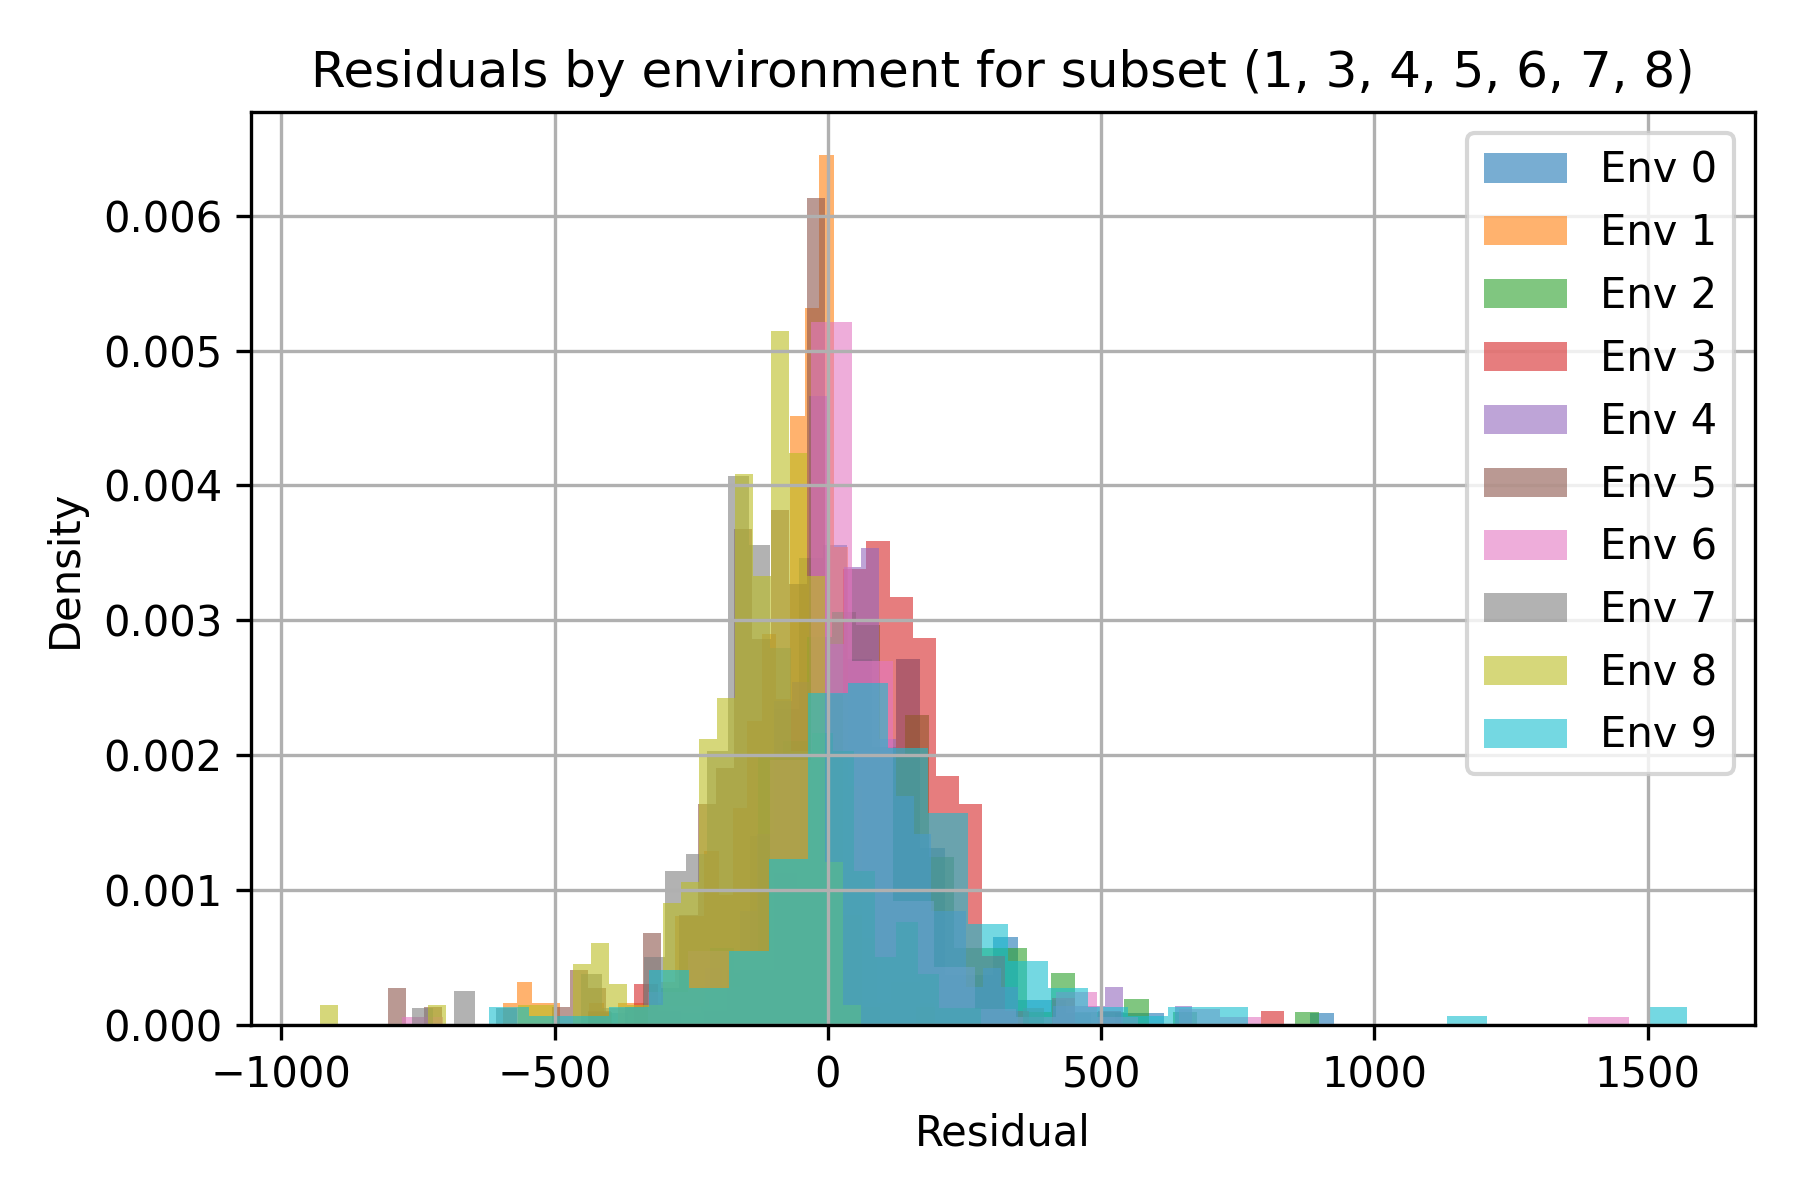 Residuals by environment for subset (1, 3, 4, 5, 6, 7, 8)
Env 0
Env 1
Env 2
Env 3
Env 4
Env 5
Env 6
Env 7
Env 8
Env 9
0.006
0.005
0.004
0.003
0.002
0.001
0.000
Density
−1000 −500 0 500 1000 1500
Residual